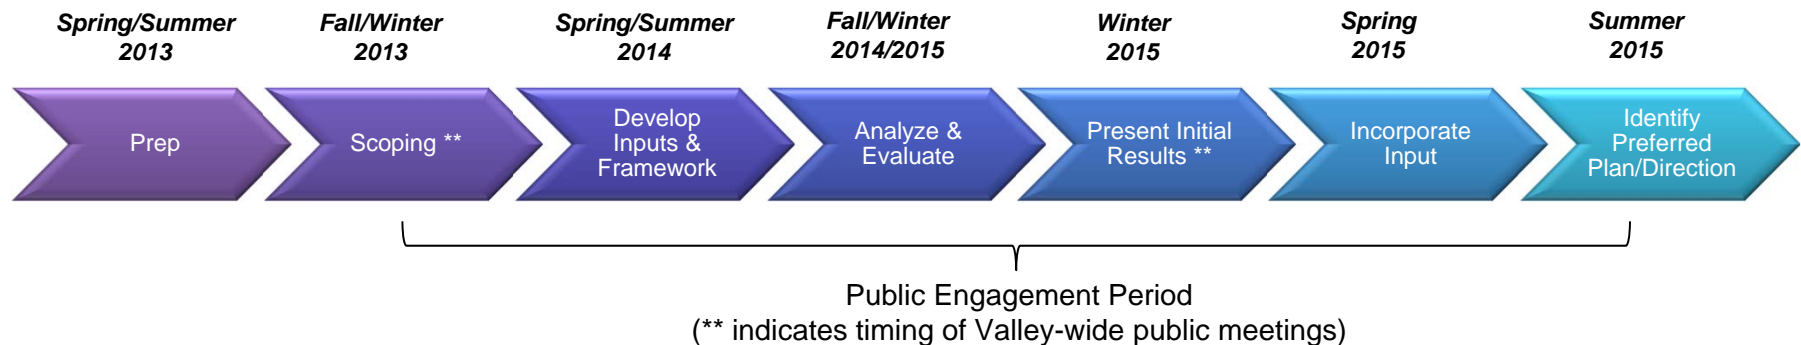 Spring/Summer
2013
Fall/Winter
2013
Spring/Summer
2014
Fall/Winter
2014/2015
Winter
2015
Spring
2015
Summer
2015
Prep
Scoping **
Develop
Inputs &
Framework
Analyze &
Evaluate
Present Initial
Results **
Incorporate
Input
Identify
Preferred
Plan/Direction
Public Engagement Period
(** indicates timing of Valley-wide public meetings)